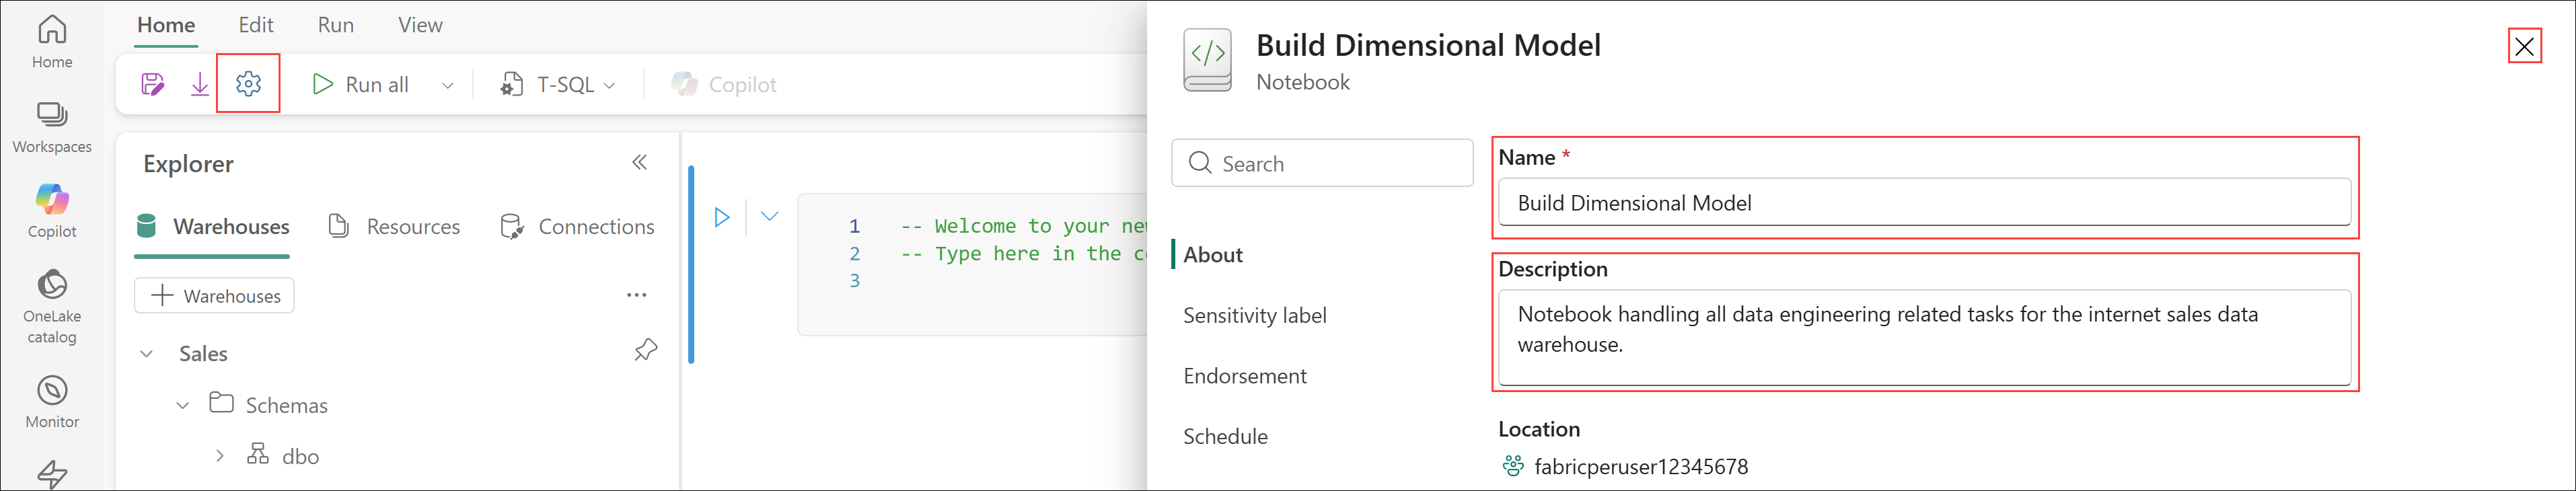 Home
Workspaces
Copilot
OneLake
catalog
Monitor
Home Edit Run View
Run all T-SQL Copilot
Explorer
Warehouses Resources Connections
Warehouses
Sales
Schemas
dbo
1 -- Welcome to your
2 -- Type here in the
3
Build Dimensional Model
Notebook
Search
About
Sensitivity label
Endorsement
Schedule
Name *
Build Dimensional Model
Description
Notebook handling all data engineering related tasks for the internet sales data
warehouse.
Location
fabricperuser12345678